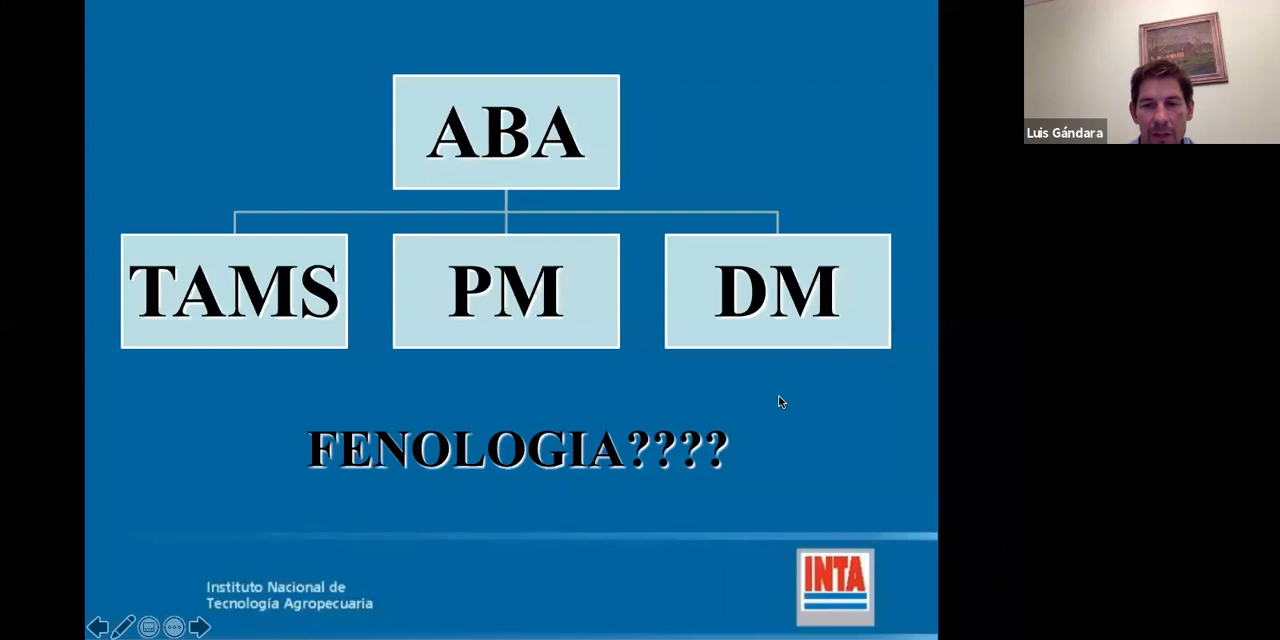 ABA
TAMS PM DM
FENOLOGIA????
Instituto Nacional de
Tecnología Agropecuaria
INTA
Luis Gándara